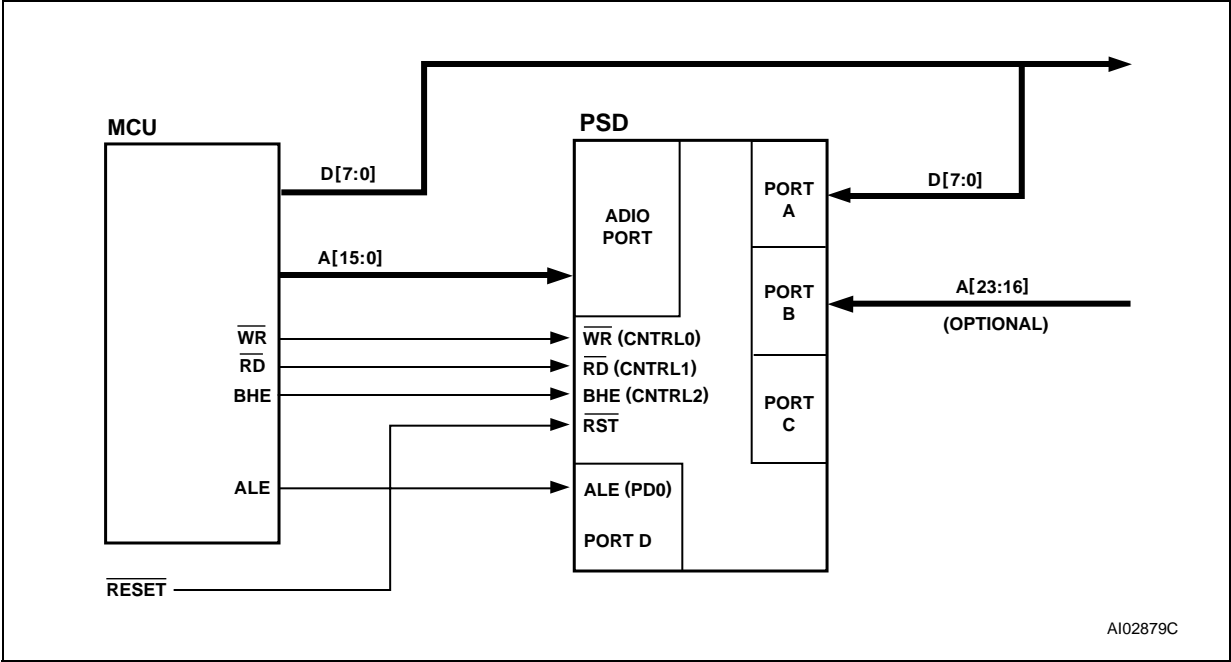 MCU
PSD
D[7:0]
D[7:0]
PORT
A
ADIO
PORT
A[15:0]
PORT
B
A[23:16]
(OPTIONAL)
WR
WR (CNTRL0)
RD
RD (CNTRL1)
BHE
BHE (CNTRL2)
PORT
C
RST
ALE
ALE (PD0)
PORT D
RESET
AI02879C